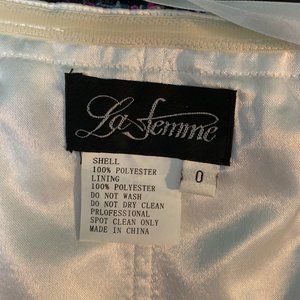 La femme
SHELL
100% POLYESTER
LINING
100% POLYESTER
DO NOT WASH
DO NOT DRY CLEAN
PRLOFESSIONAL
SPOT CLEAN ONLY
MADE IN CHINA
0